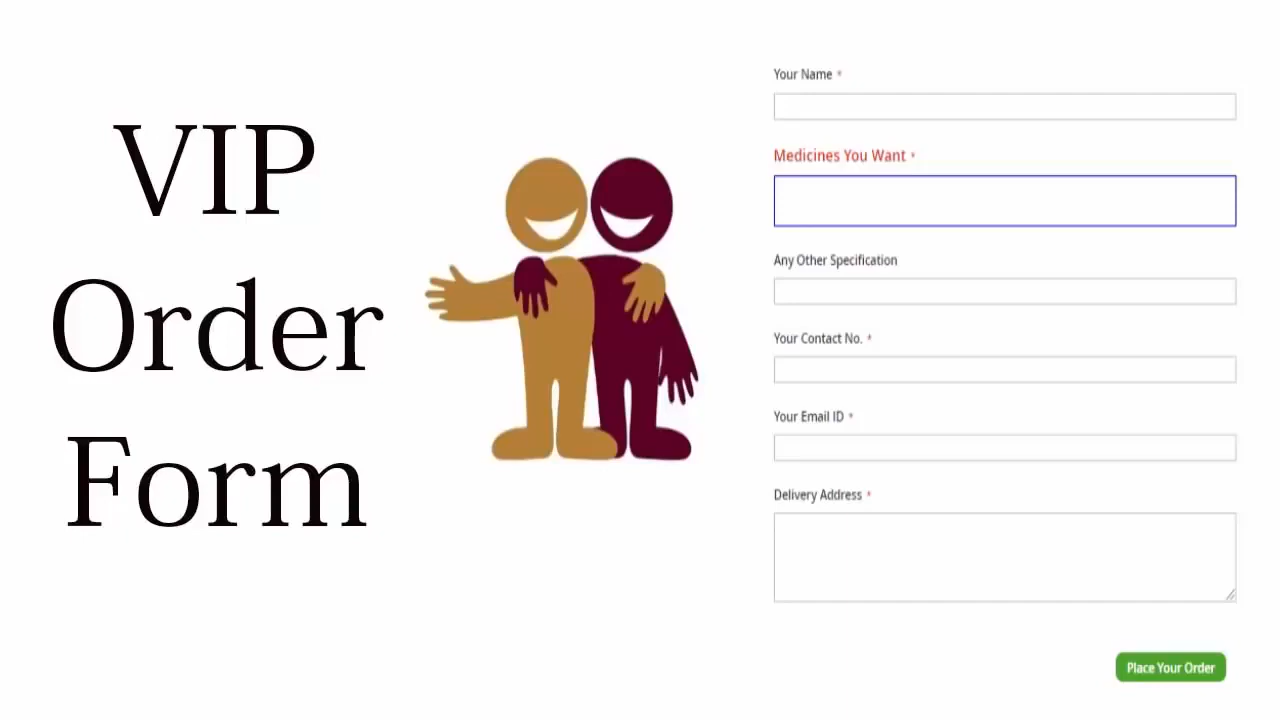 VIP
Order
Form
Your Name *
Medicines You Want *
Any Other Specification
Your Contact No. *
Your Email ID *
Delivery Address *
Place Your Order